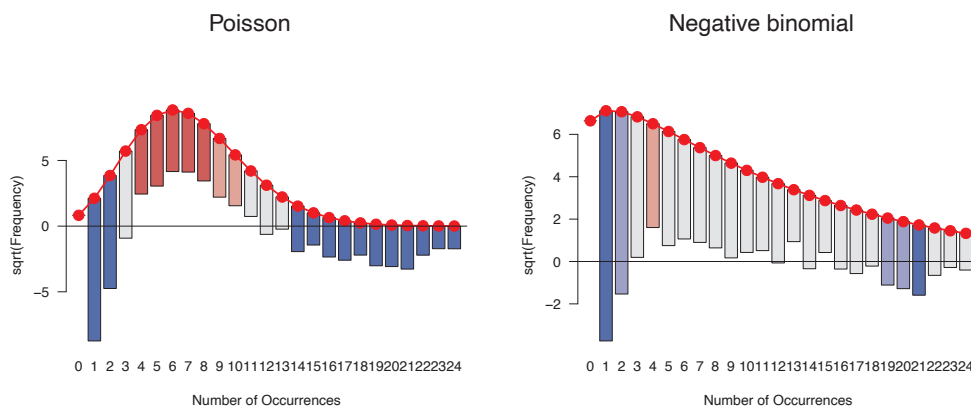 Poisson
Negative binomial
sqrt(Frequency)
5
0
−5
0 1 2 3 4 5 6 7 8 9 10 11 12 13 14 15 16 17 18 19 20 21 22 23 24
Number of Occurrences
sqrt(Frequency)
6
4
2
0
−2
0 1 2 3 4 5 6 7 8 9 10 11 12 13 14 15 16 17 18 19 20 21 22 23 24
Number of Occurrences